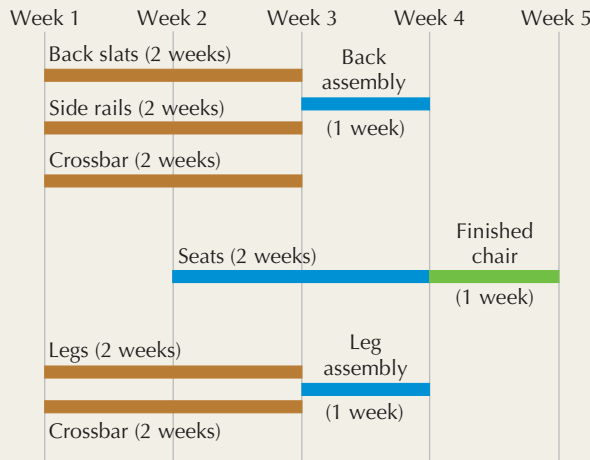 Week 1 Week 2 Week 3 Week 4 Week 5
Back slats (2 weeks)
Back
assembly
(1 week)
Side rails (2 weeks)
Crossbar (2 weeks)
Seats (2 weeks)
Finished
chair
(1 week)
Legs (2 weeks)
Leg
assembly
(1 week)
Crossbar (2 weeks)